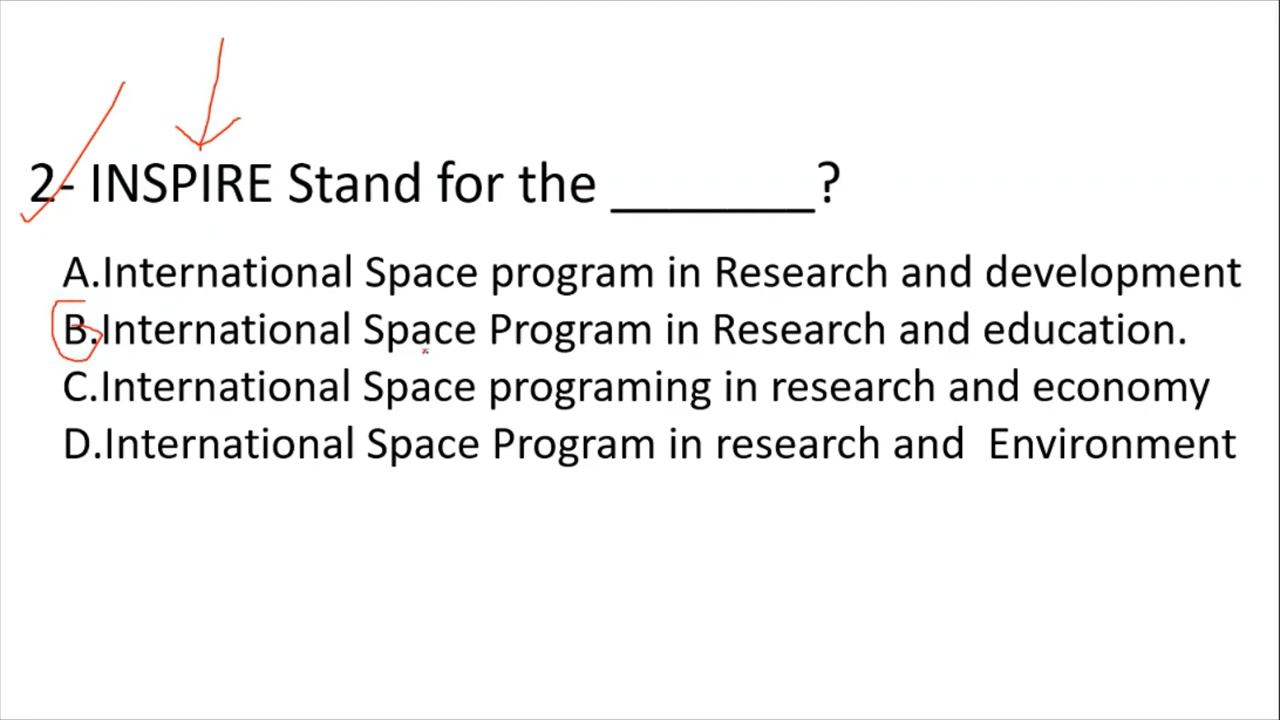 2- INSPIRE Stand for the ________?
A.International Space program in Research and development
B.International Space Program in Research and education.
C.International Space programing in research and economy
D.International Space Program in research and  Environment